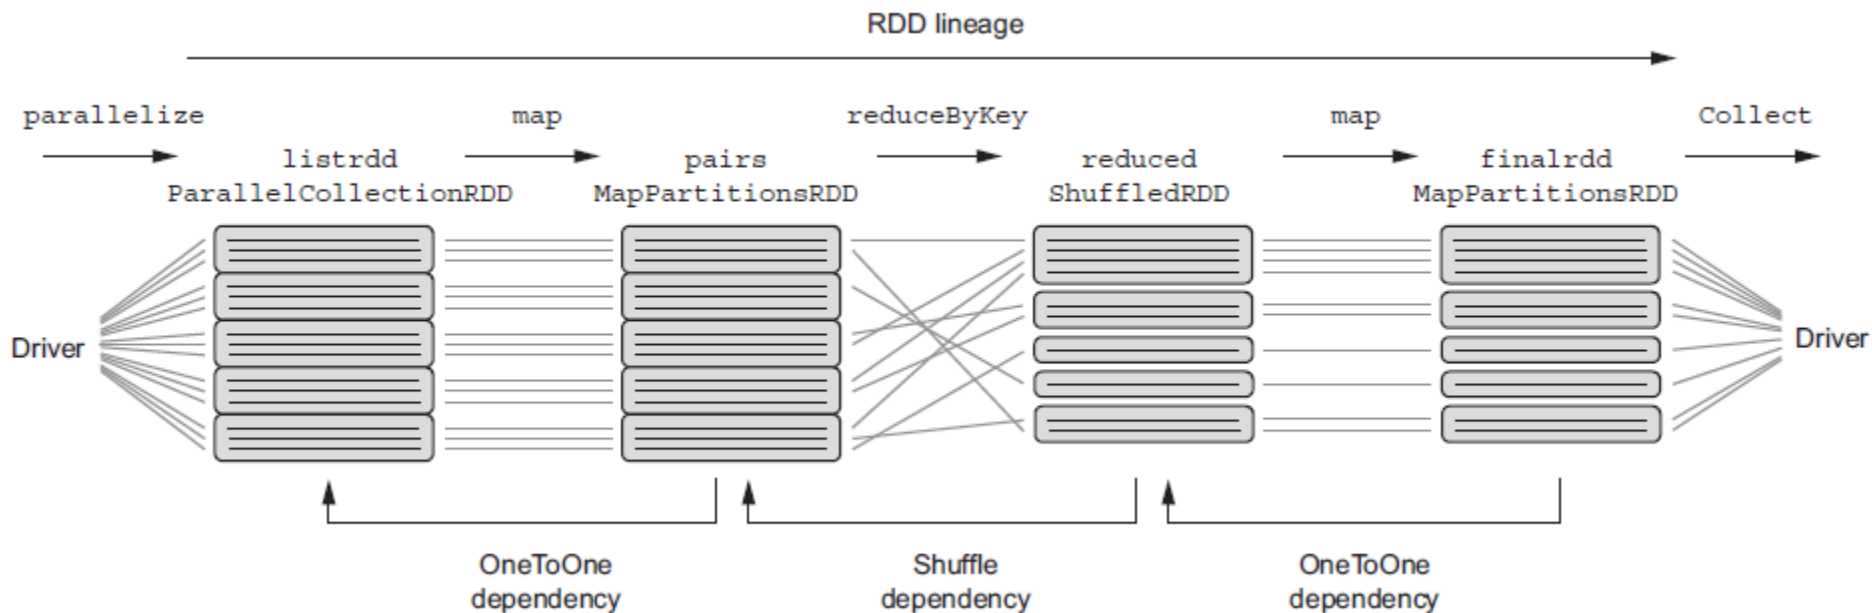 RDD lineage
parallelize
map
reduceByKey
map
Collect
listrdd
ParallelCollectionRDD
pairs
MapPartitionsRDD
reduced
ShuffledRDD
finalrdd
MapPartitionsRDD
Driver
Driver
OneToOne
dependency
Shuffle
dependency
OneToOne
dependency